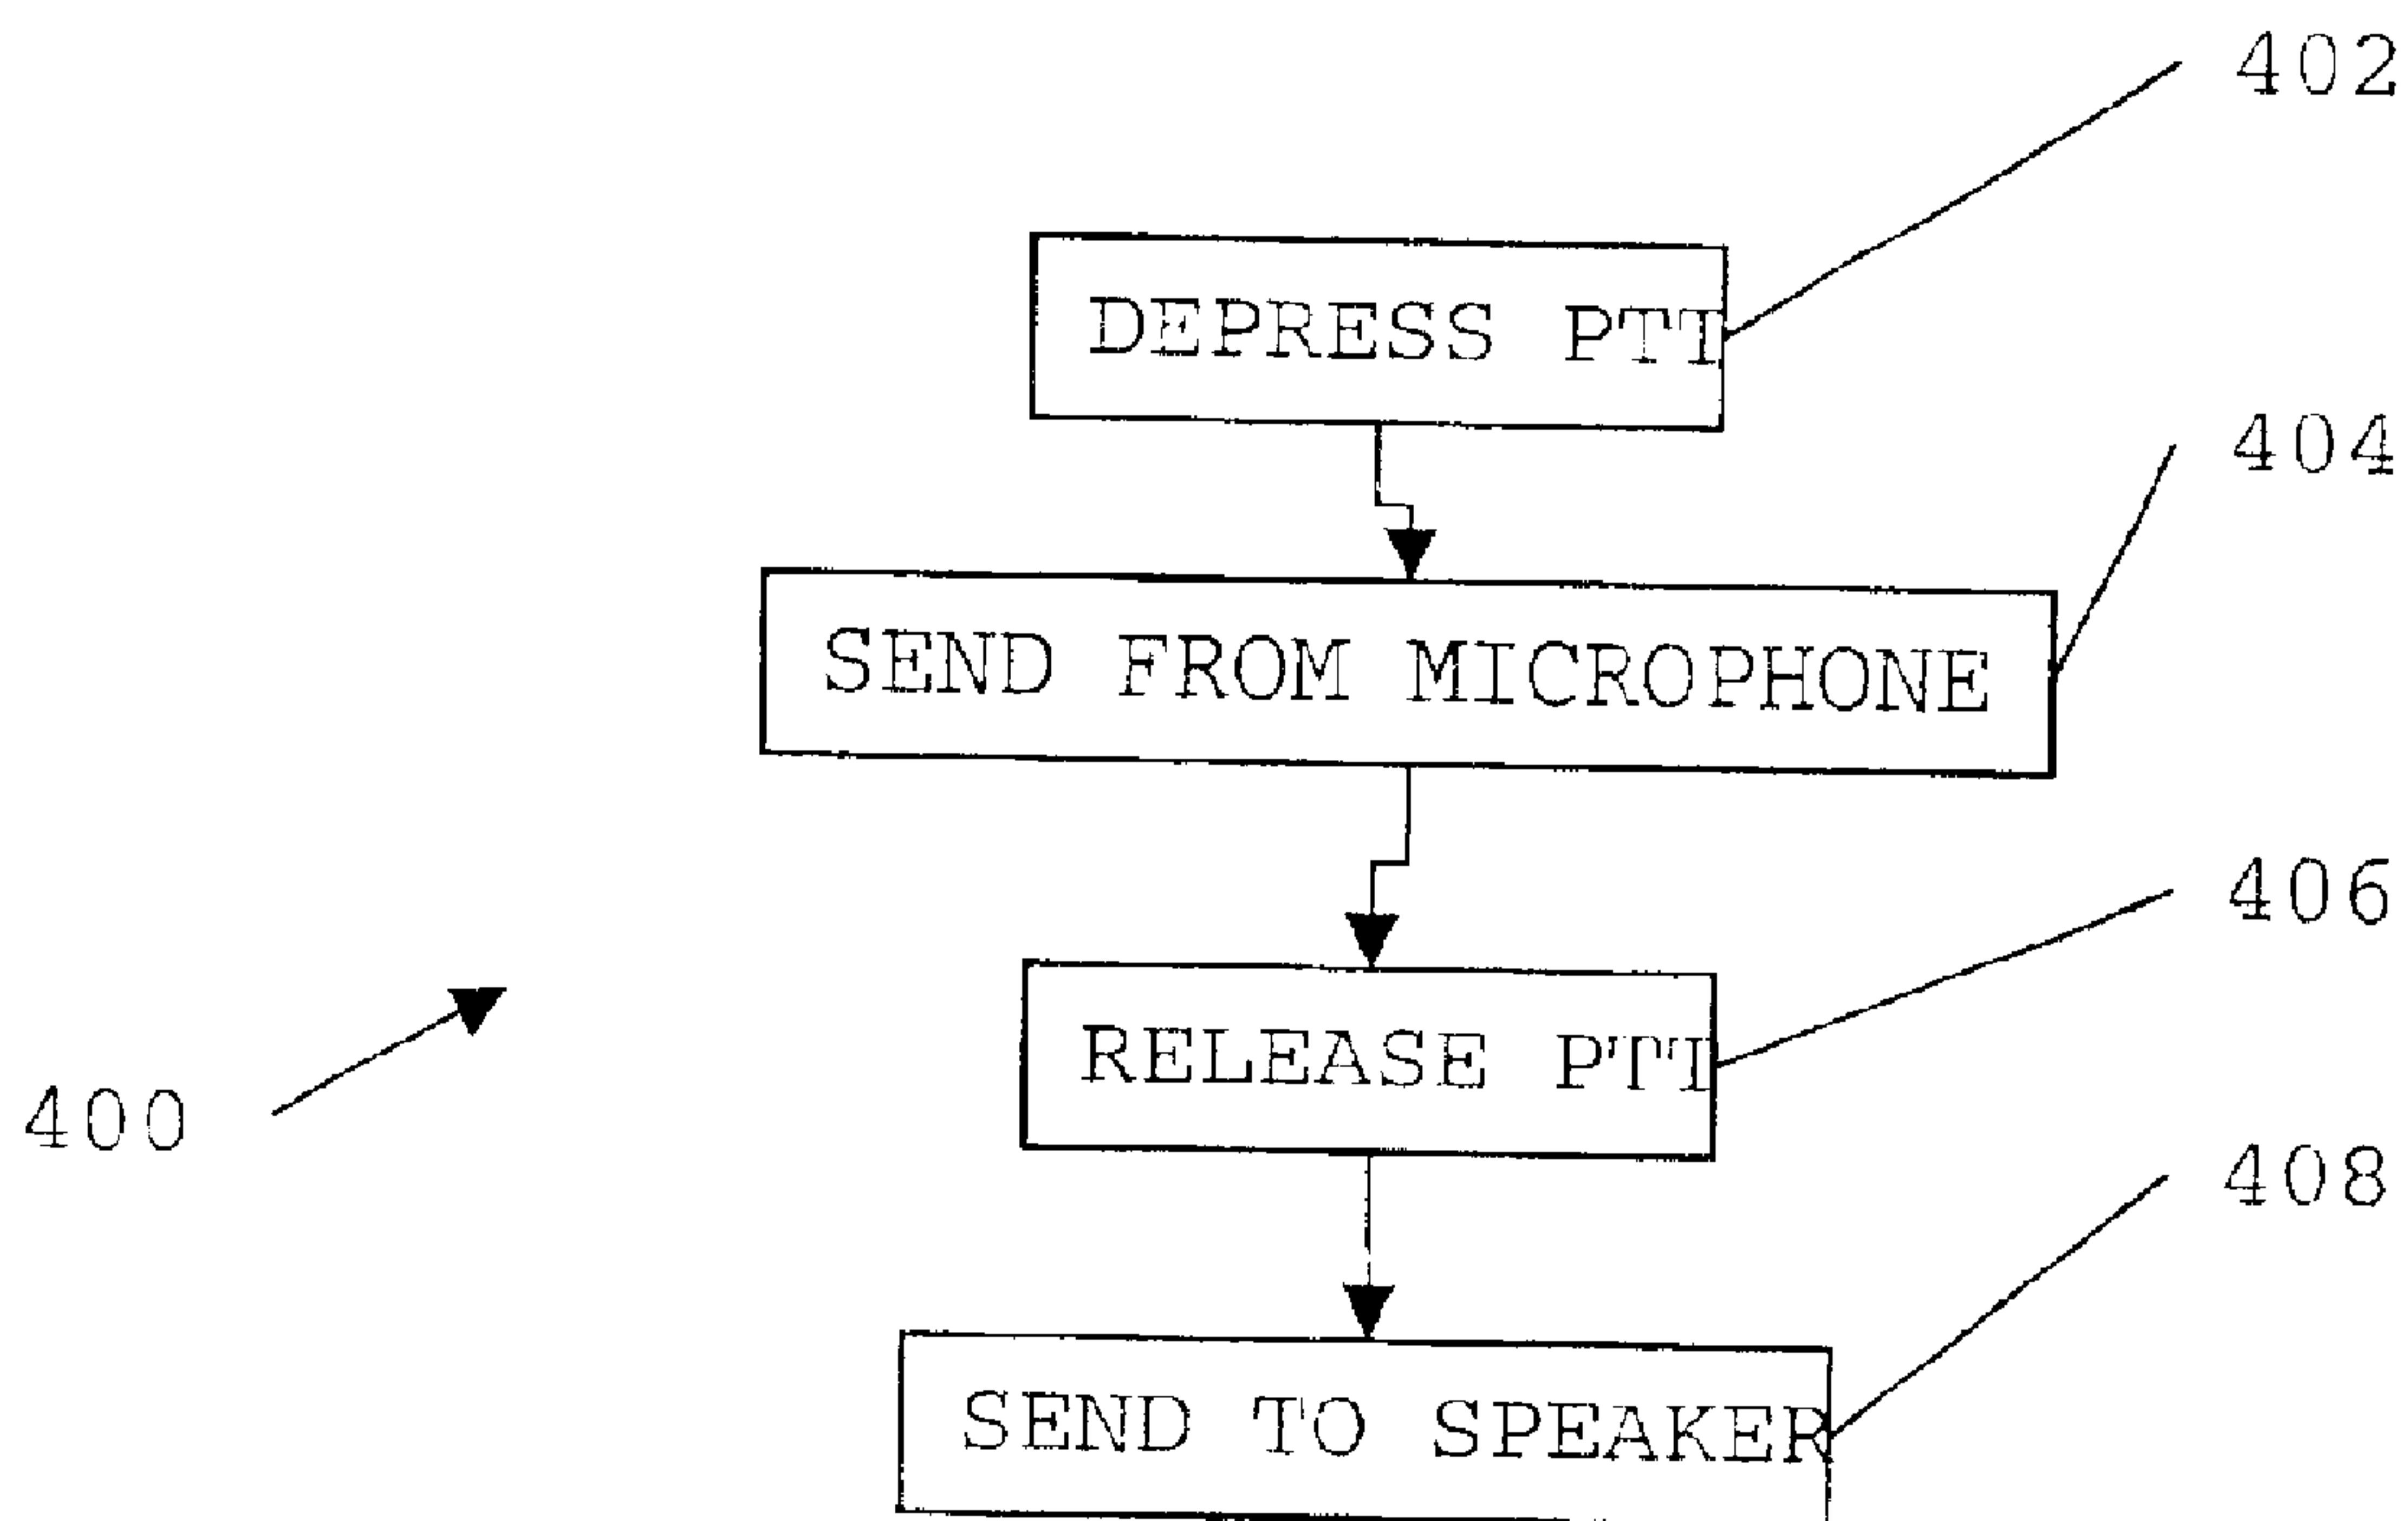 402
DEPRESS PTT
404
SEND FROM MICROPHONE
406
RELEASE PTT
400
408
SEND TO SPEAKER